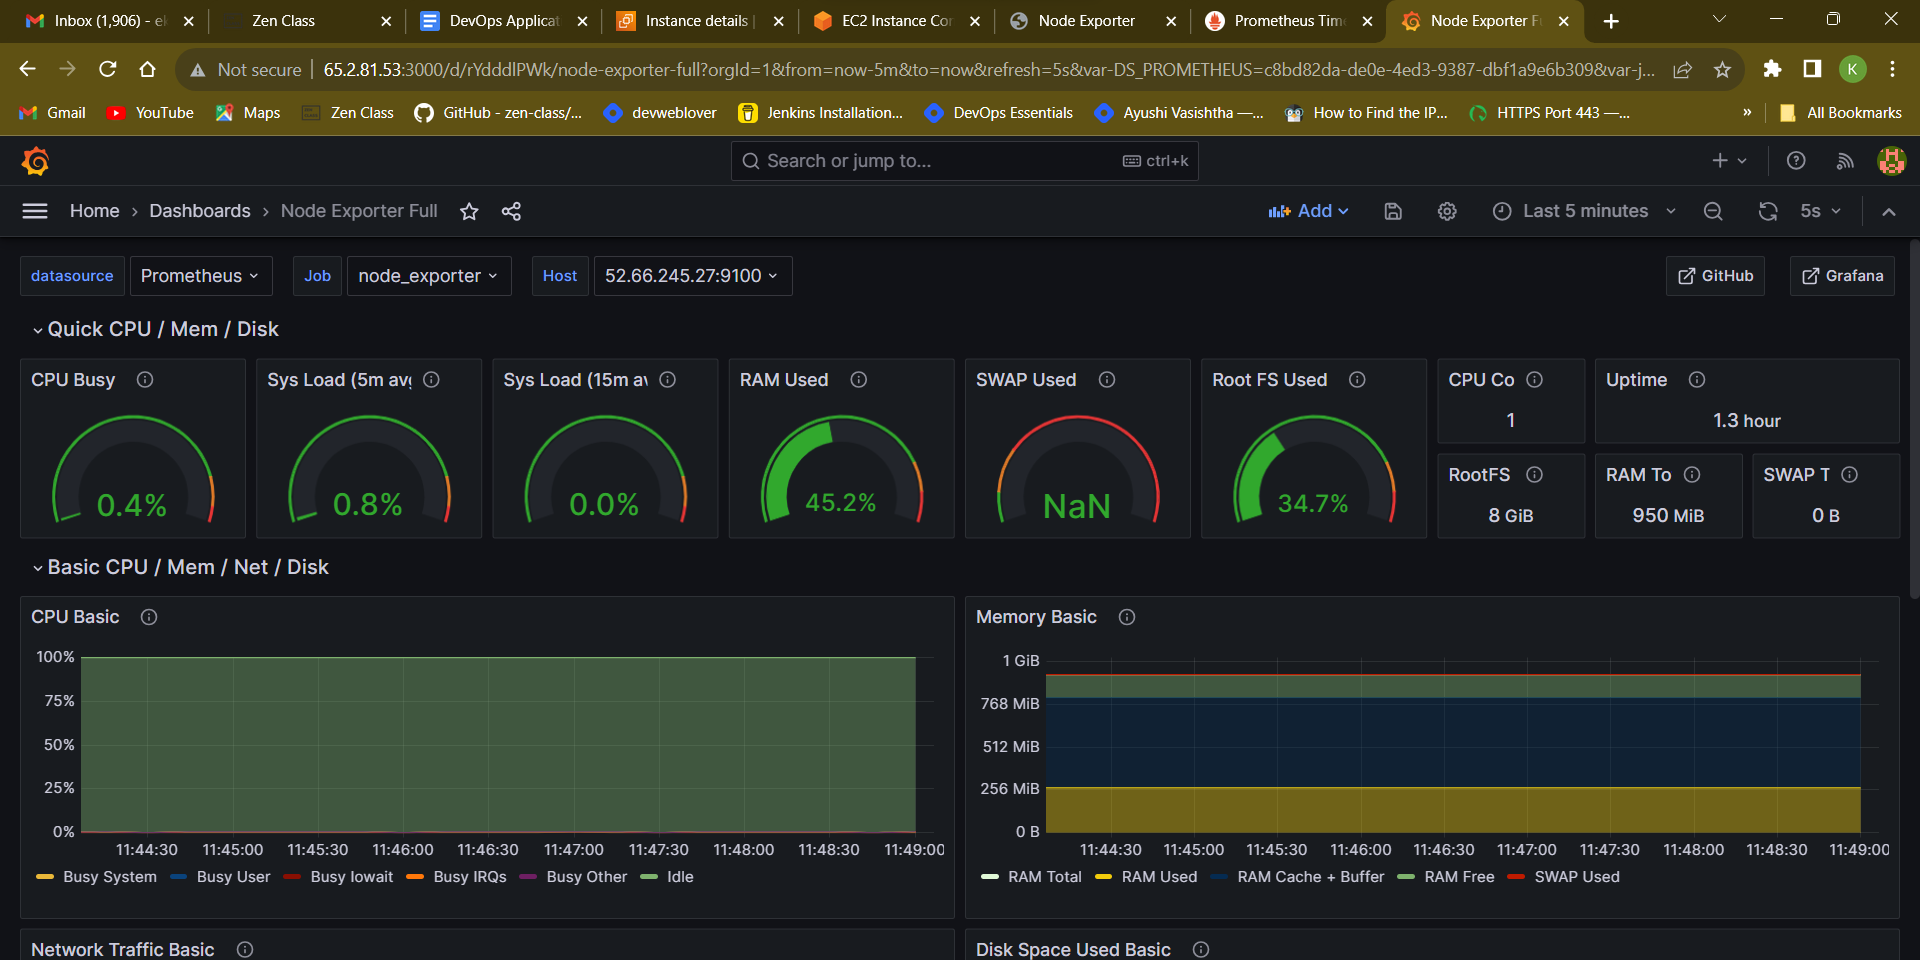 Inbox (1,906) - el
Zen Class
DevOps Applicat
Instance details |
EC2 Instance Con
Node Exporter
Prometheus Time
Node Exporter Fu
Not secure
65.2.81.53:3000/d/rYdddlPWk/node-exporter-full?orgId=1&from=now-5m&to=now&refresh=5s&var-DS_PROMETHEUS=c8bd82da-de0e-4ed3-9387-dbf1a9e6b309&var-j...
K
Gmail
YouTube
Maps
Zen Class
GitHub - zen-class/...
devweblover
Jenkins Installation...
DevOps Essentials
Ayushi Vasishtha —...
How to Find the IP...
HTTPS Port 443 —...
»
All Bookmarks
Search or jump to...
ctrl+k
Home › Dashboards › Node Exporter Full
Add
Last 5 minutes
5s
datasource
Prometheus
Job
node_exporter
Host
52.66.245.27:9100
GitHub
Grafana
Quick CPU / Mem / Disk
CPU Busy
0.4%
Sys Load (5m avg
0.8%
Sys Load (15m av
0.0%
RAM Used
45.2%
SWAP Used
NaN
Root FS Used
34.7%
CPU Co
1
Uptime
1.3 hour
RootFS
8 GiB
RAM To
950 MiB
SWAP T
0 B
Basic CPU / Mem / Net / Disk
CPU Basic
100%
75%
50%
25%
0%
11:44:30 11:45:00 11:45:30 11:46:00 11:46:30 11:47:00 11:47:30 11:48:00 11:48:30 11:49:00
Busy System Busy User Busy Iowait Busy IRQs Busy Other Idle
Memory Basic
1 GiB
768 MiB
512 MiB
256 MiB
0 B
11:44:30 11:45:00 11:45:30 11:46:00 11:46:30 11:47:00 11:47:30 11:48:00 11:48:30 11:49:00
RAM Total RAM Used RAM Cache + Buffer RAM Free SWAP Used
Network Traffic Basic
Disk Space Used Basic